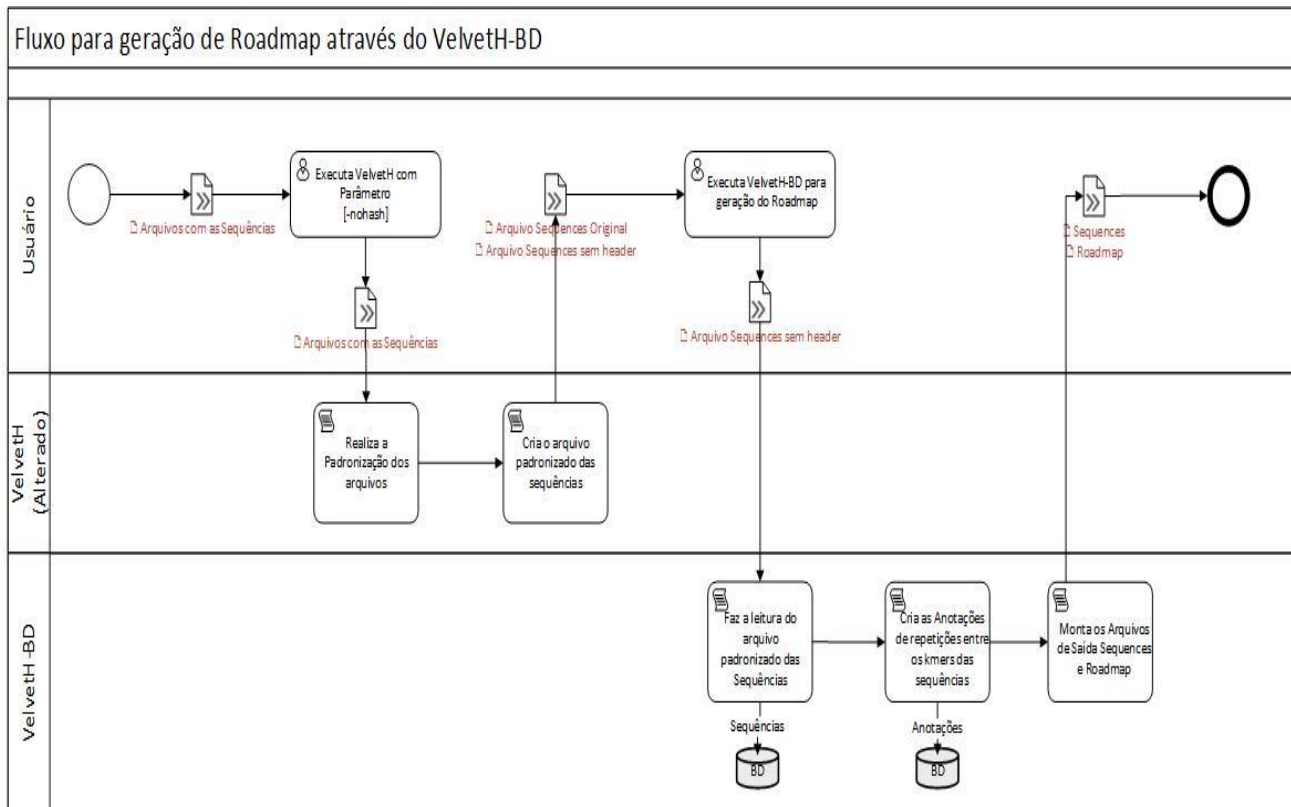 Fluxo para geração de Roadmap através do VelvetH-BD
Usuário
Arquivos com as Sequências
Executa VelvetH com
Parâmetro
[-nohash]
Arquivos com as Sequências
Arquivo Sequences Original
Arquivo Sequences sem header
Executa VelvetH-BD para
geração do Roadmap
Arquivo Sequences sem header
Sequences
Roadmap
VelvetH
(Alterado)
Realiza a
Padronização dos
arquivos
Cria o arquivo
padronizado das
sequências
VelvetH-BD
Faz a leitura do
arquivo
padronizado das
Sequências
Cria as Anotações
de repetições entre
os kmers das
sequências
Monta os Arquivos
de Saída Sequences
e Roadmap
Sequências
BD
Anotações
BD